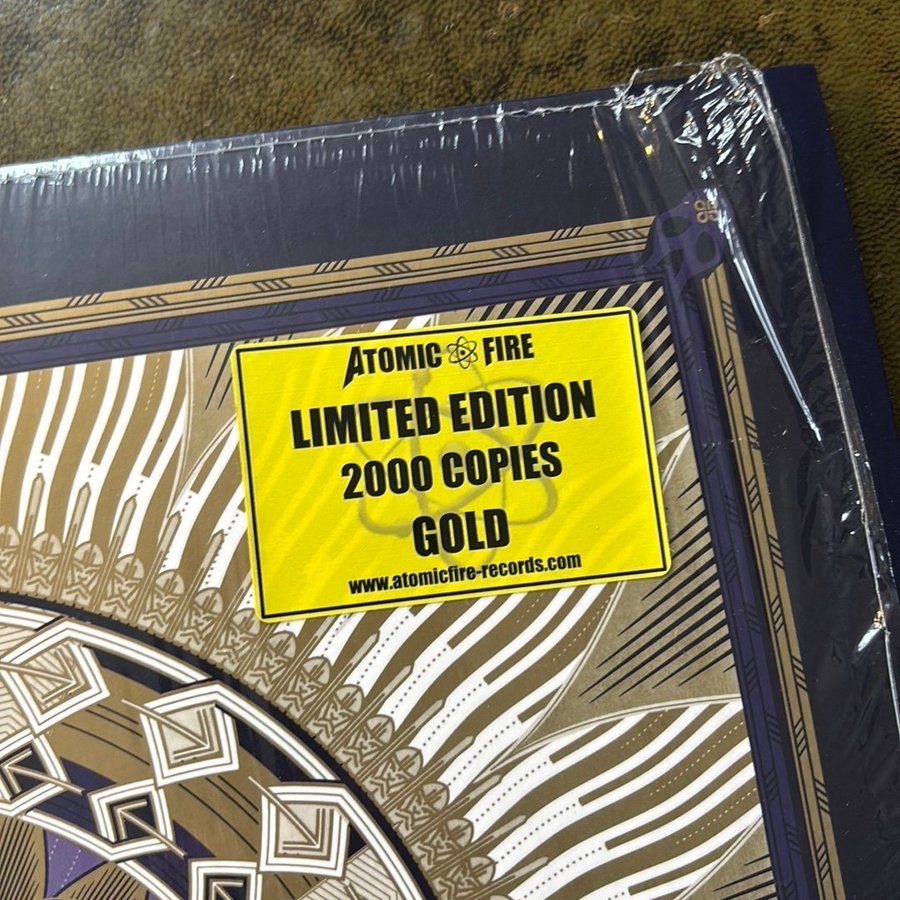 ATOMIC FIRE
LIMITED EDITION
2000 COPIES
GOLD
www.atomicfire-records.com